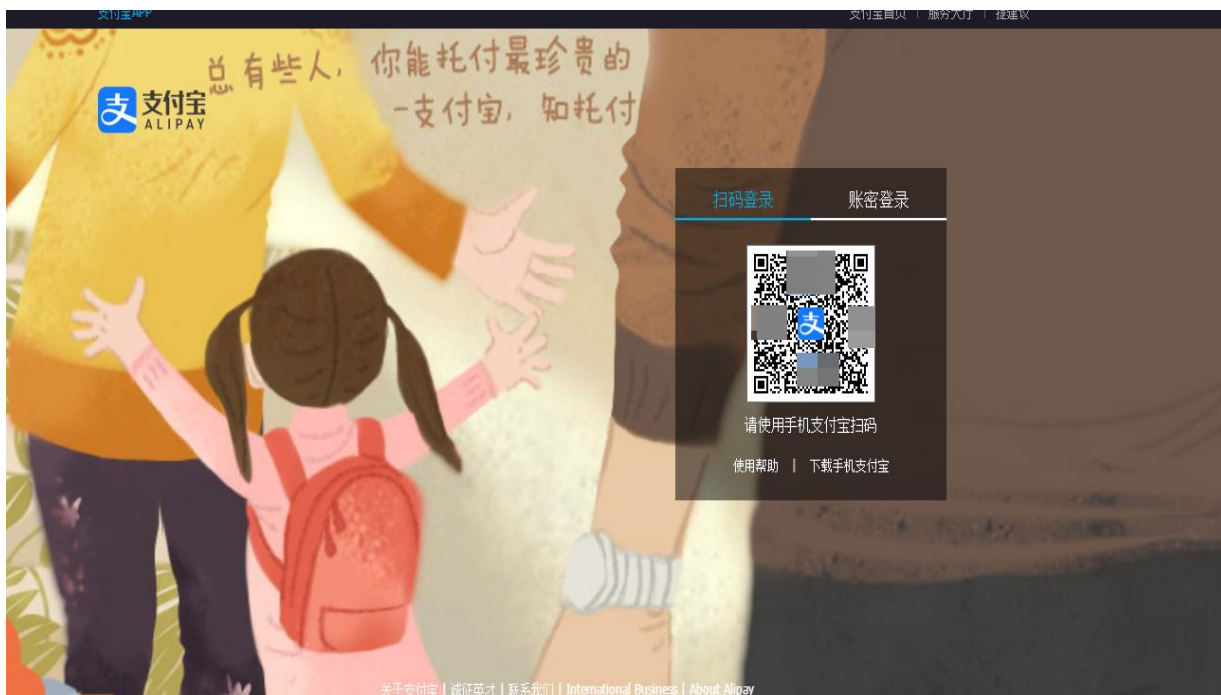 支付宝APP
支付宝首页 | 服务大厅 | 提建议
总有些人, 你能托付最珍贵的
-支付宝, 知托付
支 支付宝
ALIPAY
扫码登录 账密登录
支
请使用手机支付宝扫码
使用帮助 | 下载手机支付宝
关于支付宝 | 诚征英才 | 联系我们 | International Business | About Alipay